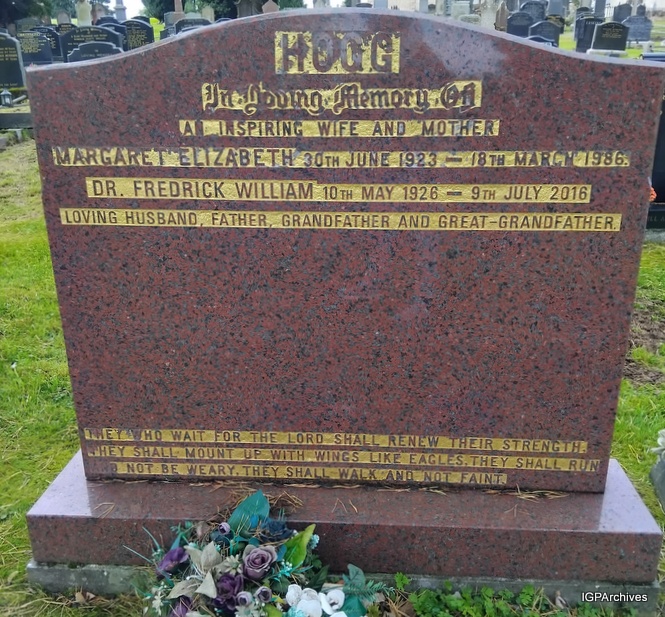 HOGG
In Loving Memory Of
AN INSPIRING WIFE AND MOTHER
MARGARET ELIZABETH 30TH JUNE 1923 – 18TH MARCH 1986.
DR. FREDRICK WILLIAM 10TH MAY 1926 – 9TH JULY 2016
LOVING HUSBAND, FATHER, GRANDFATHER AND GREAT-GRANDFATHER.
THEY WHO WAIT FOR THE LORD SHALL RENEW THEIR STRENGTH.
THEY SHALL MOUNT UP WITH WINGS LIKE EAGLES. THEY SHALL RUN
AND NOT BE WEARY. THEY SHALL WALK AND NOT FAINT.
IGPArchives